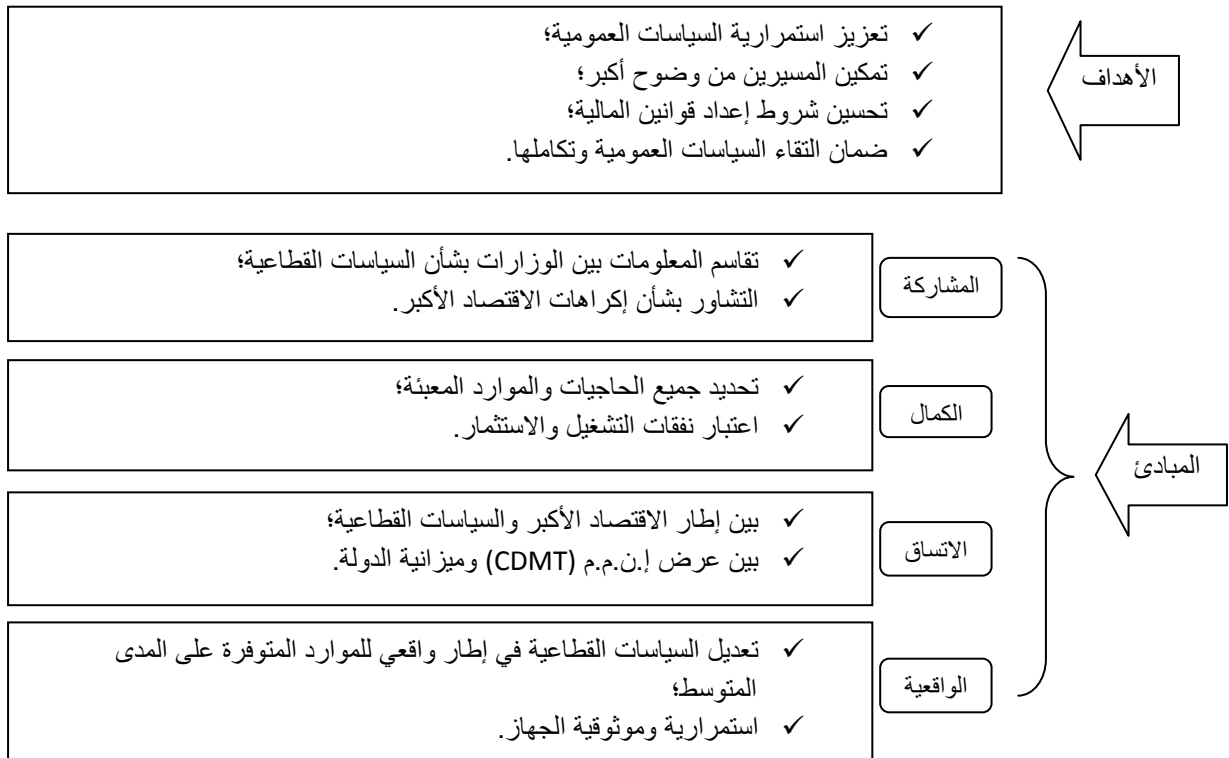 الأهداف
✓ تعزيز استمرارية السياسات العمومية؛
✓ تمكين المسيرين من وضوح أكبر؛
✓ تحسين شروط إعداد قوانين المالية؛
✓ ضمان التقاء السياسات العمومية وتكاملها.
المبادئ
المشاركة
✓ تقاسم المعلومات بين الوزارات بشأن السياسات القطاعية؛
✓ التشاور بشأن إكراهات الاقتصاد الأكبر.
الكمال
✓ تحديد جميع الحاجيات والموارد المعبئة؛
✓ اعتبار نفقات التشغيل والاستثمار.
الاتساق
✓ بين إطار الاقتصاد الأكبر والسياسات القطاعية؛
✓ بين عرض إ.ن.م.م (CDMT) وميزانية الدولة.
الواقعية
✓ تعديل السياسات القطاعية في إطار واقعي للموارد المتوفرة على المدى
المتوسط؛
✓ استمرارية وموثوقية الجهاز.